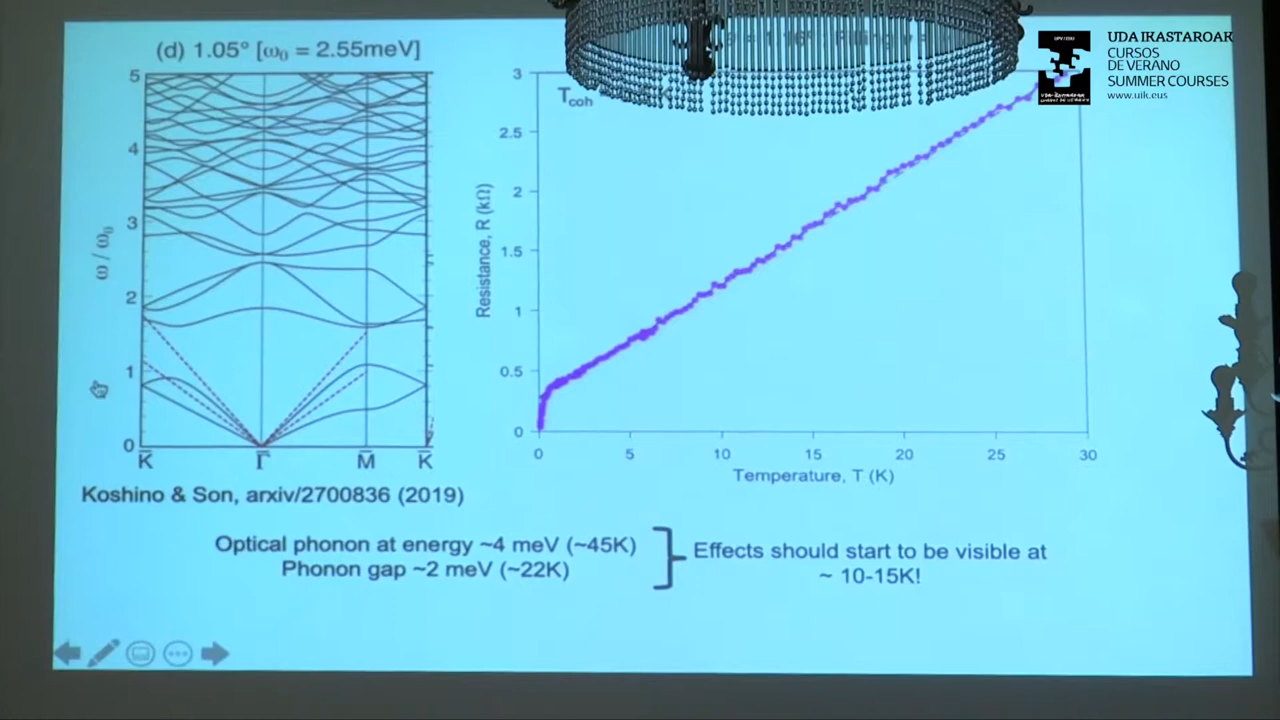 (d) 1.05° [ω₀ = 2.55meV]
5
4
3
2
1
0
ω / ω₀
K̄
Γ̄
M̄
K̄
Koshino & Son, arxiv/2700836 (2019)
T_coh
3
2.5
2
1.5
1
0.5
0
Resistance, R (kΩ)
0
5
10
15
20
25
30
Temperature, T (K)
Optical phonon at energy ~4 meV (~45K)
Phonon gap ~2 meV (~22K)
Effects should start to be visible at
~ 10-15K!
UDA IKASTAROAK
CURSOS
DE VERANO
SUMMER COURSES
www.uik.eus